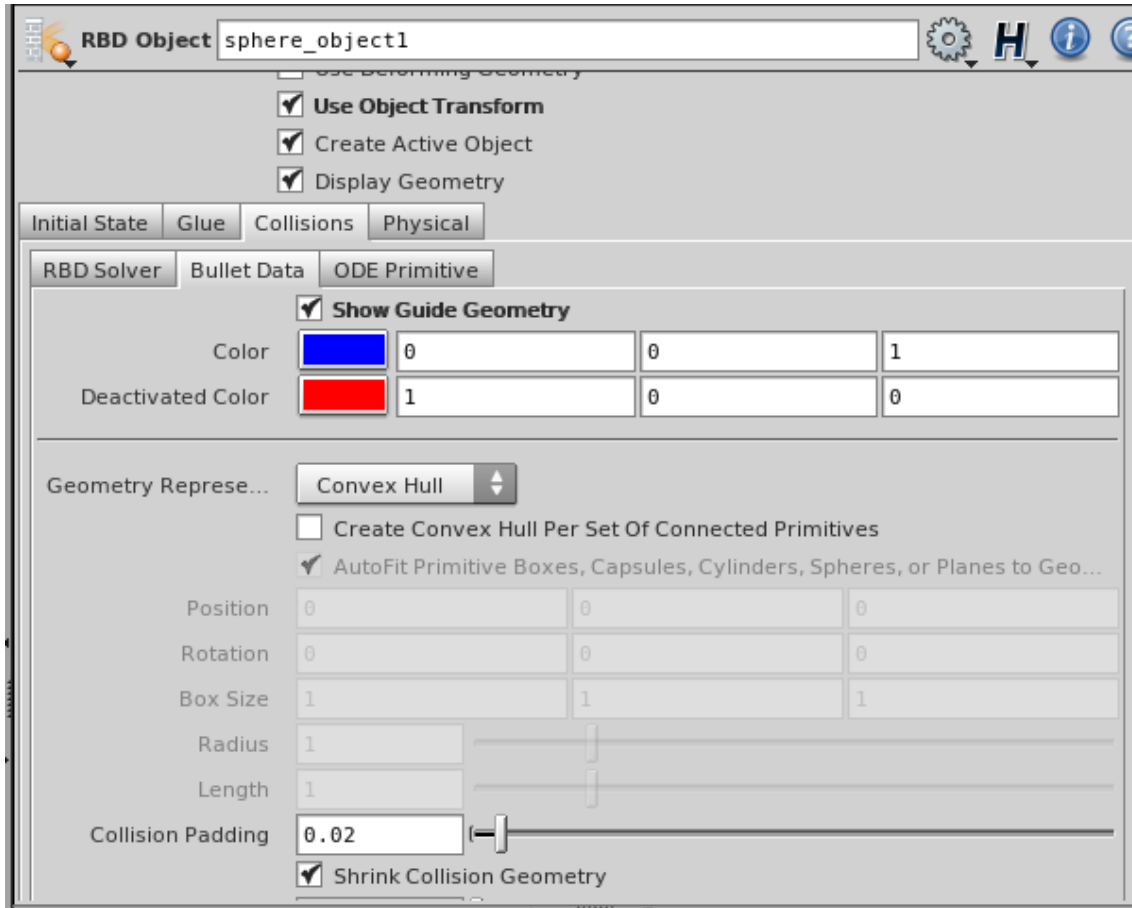 RBD Object sphere_object1
Use Deforming Geometry
Use Object Transform
Create Active Object
Display Geometry
Initial State Glue Collisions Physical
RBD Solver Bullet Data ODE Primitive
Show Guide Geometry
Color 0 0 1
Deactivated Color 1 0 0
Geometry Represe... Convex Hull
Create Convex Hull Per Set Of Connected Primitives
AutoFit Primitive Boxes, Capsules, Cylinders, Spheres, or Planes to Geo...
Position 0 0 0
Rotation 0 0 0
Box Size 1 1 1
Radius 1
Length 1
Collision Padding 0.02
Shrink Collision Geometry